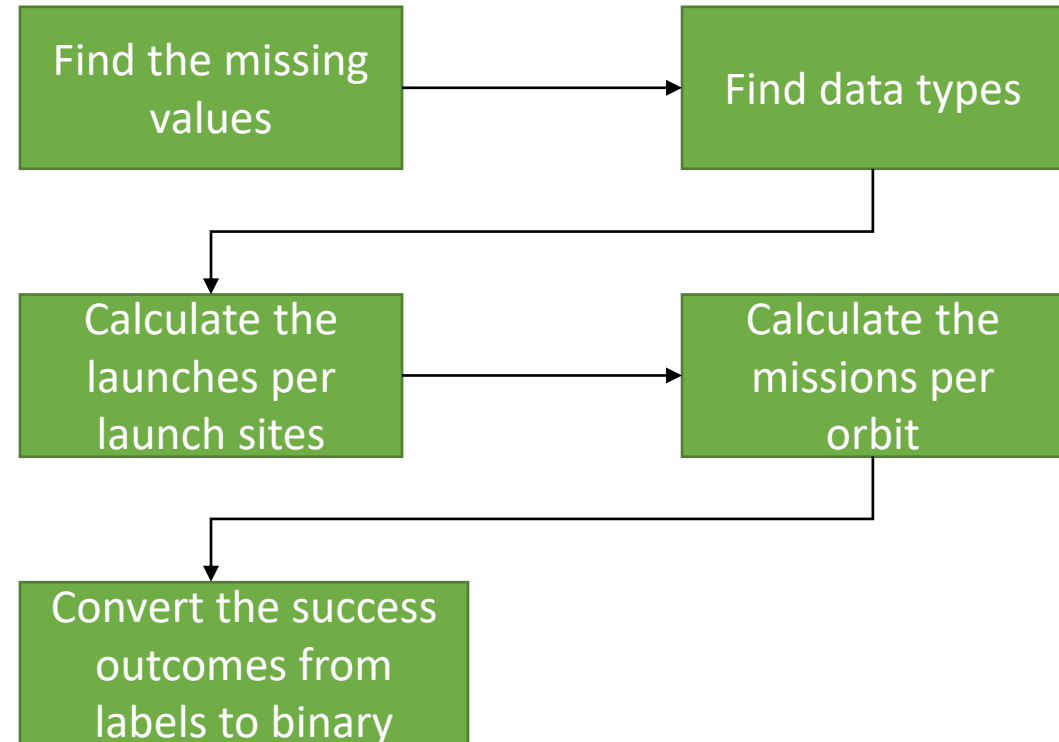 Find the missing
values
Find data types
Calculate the
launches per
launch sites
Calculate the
missions per
orbit
Convert the success
outcomes from
labels to binary